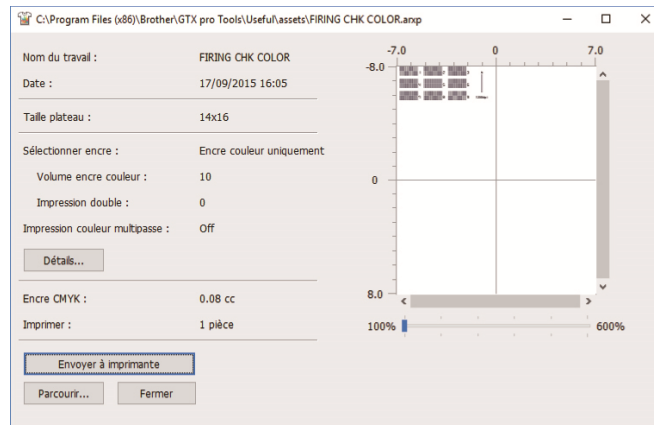 C:\Program Files (x86)\Brother\GTX pro Tools\Useful\assets\FIRING CHK COLOR.arxp
Nom du travail : FIRING CHK COLOR
Date : 17/09/2015 16:05
Taille plateau : 14x16
Sélectionner encre : Encre couleur uniquement
Volume encre couleur : 10
Impression double : 0
Impression couleur multipasse : Off
Détails...
Encre CMYK : 0.08 cc
Imprimer : 1 pièce
Envoyer à imprimante
Parcourir... Fermer
-7.0 0 7.0
-8.0
0
8.0
100% 600%